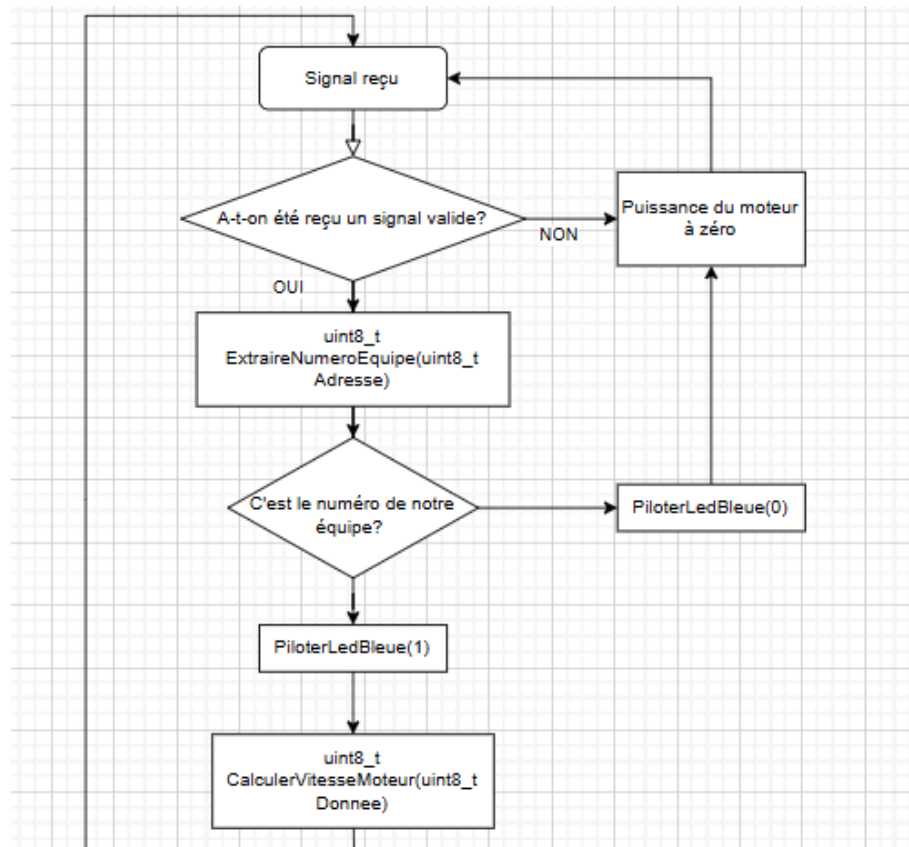 Signal reçu
A-t-on été reçu un signal valide?
NON
Puissance du moteur
à zéro
OUI
uint8_t
ExtraireNumeroEquipe(uint8_t
Adresse)
C'est le numéro de notre
équipe?
PiloterLedBleue(0)
PiloterLedBleue(1)
uint8_t
CalculerVitesseMoteur(uint8_t
Donnee)